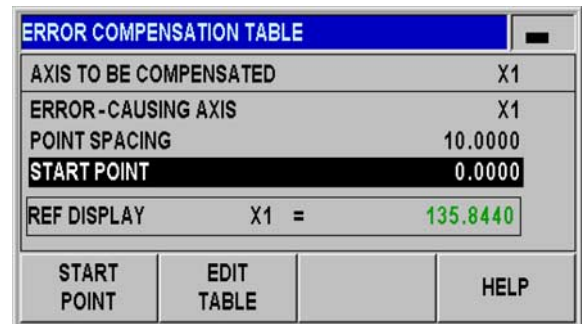 ERROR COMPENSATION TABLE
AXIS TO BE COMPENSATED X1
ERROR-CAUSING AXIS X1
POINT SPACING 10.0000
START POINT 0.0000
REF DISPLAY X1 = 135.8440
START POINT
EDIT TABLE
HELP